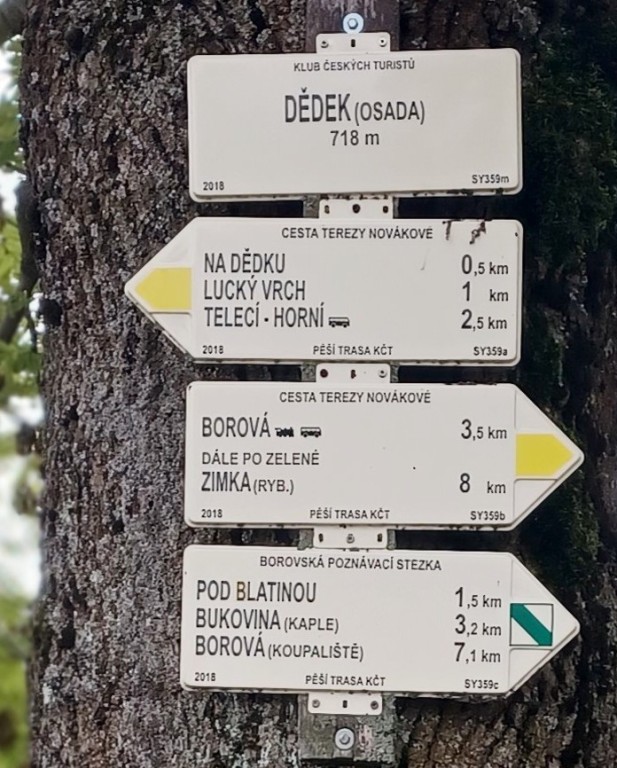 KLUB ČESKÝCH TURISTŮ
DĚDEK (OSADA)
718 m
2018 SY359m
CESTA TEREZY NOVÁKOVÉ
NA DĚDKU 0,5 km
LUCKÝ VRCH 1 km
TELECÍ - HORNÍ 2,5 km
2018 PĚŠÍ TRASA KČT SY359a
CESTA TEREZY NOVÁKOVÉ
BOROVÁ 3,5 km
DÁLE PO ZELENÉ
ZIMKA (RYB.) 8 km
2018 PĚŠÍ TRASA KČT SY359b
BOROVSKÁ POZNÁVACÍ STEZKA
POD BLATINOU 1,5 km
BUKOVINA (KAPLE) 3,2 km
BOROVÁ (KOUPALIŠTĚ) 7,1 km
2018 PĚŠÍ TRASA KČT SY359c